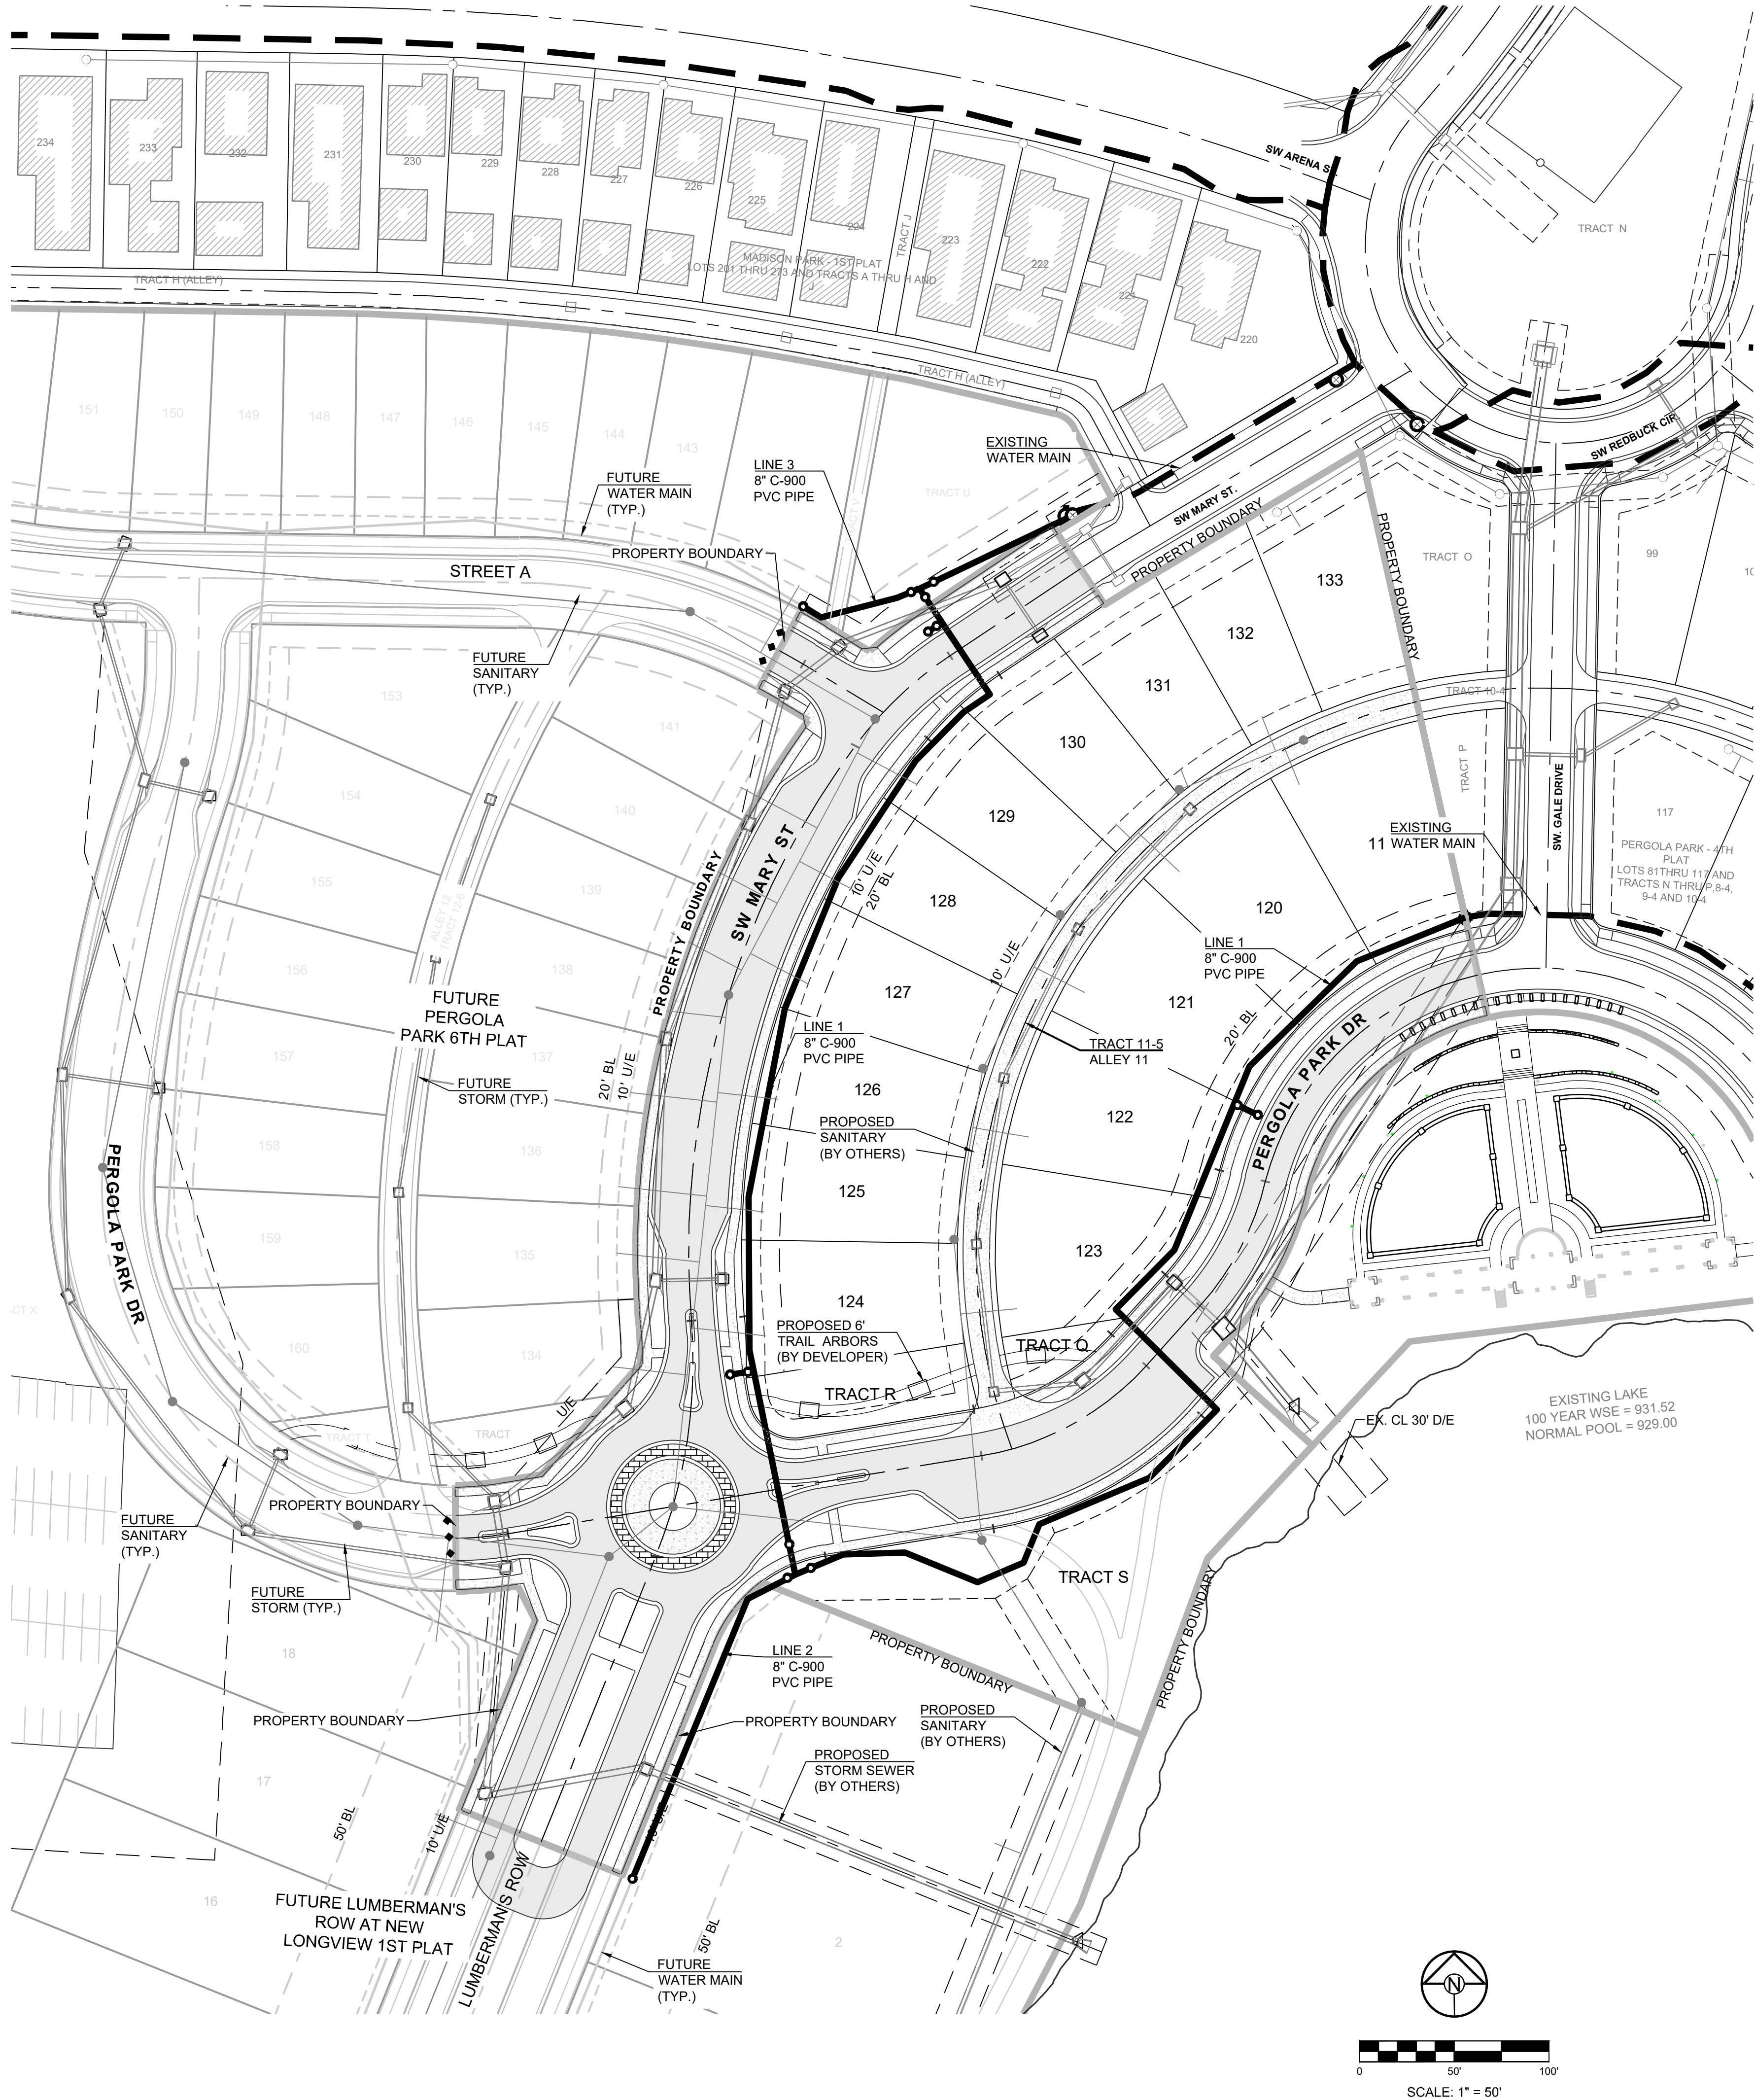 SW ARENA S
TRACT N
234
233
232
231
230
229
228
227
226
225
224
TRACT J
223
222
221
220
MADISON PARK - 1ST PLAT
LOTS 201 THRU 273 AND TRACTS A THRU H AND
J
TRACT H (ALLEY)
TRACT H (ALLEY)
151
150
149
148
147
146
145
144
143
TRACT U
SW REDBUCK CIR
EXISTING
WATER MAIN
LINE 3
8" C-900
PVC PIPE
FUTURE
WATER MAIN
(TYP.)
SW MARY ST.
PROPERTY BOUNDARY
PROPERTY BOUNDARY
PROPERTY BOUNDARY
STREET A
TRACT O
99
10
133
132
131
130
129
128
127
126
125
124
FUTURE
SANITARY
(TYP.)
153
141
154
140
155
139
156
138
157
137
158
136
159
135
160
134
ALLEY 12
TRACT 12-6
TRACT 10-4
TRACT P
SW. GALE DRIVE
117
PERGOLA PARK - 4TH
PLAT
LOTS 81THRU 117 AND
TRACTS N THRU P,8-4,
9-4 AND 10-4
EXISTING
11 WATER MAIN
SW MARY ST
PROPERTY BOUNDARY
10' U/E
20' BL
10' U/E
120
121
122
123
LINE 1
8" C-900
PVC PIPE
20' BL
FUTURE
PERGOLA
PARK 6TH PLAT
LINE 1
8" C-900
PVC PIPE
TRACT 11-5
ALLEY 11
PERGOLA PARK DR
20' BL
10' U/E
FUTURE
STORM (TYP.)
PROPOSED
SANITARY
(BY OTHERS)
PERGOLA PARK DR
CT X
PROPOSED 6'
TRAIL ARBORS
(BY DEVELOPER)
TRACT Q
TRACT R
EXISTING LAKE
100 YEAR WSE = 931.52
NORMAL POOL = 929.00
EX. CL 30' D/E
U/E
TRACT T
TRACT
PROPERTY BOUNDARY
FUTURE
SANITARY
(TYP.)
FUTURE
STORM (TYP.)
TRACT S
PROPERTY BOUNDARY
PROPERTY BOUNDARY
18
17
16
2
LINE 2
8" C-900
PVC PIPE
PROPERTY BOUNDARY
PROPERTY BOUNDARY
PROPOSED
SANITARY
(BY OTHERS)
PROPOSED
STORM SEWER
(BY OTHERS)
50' BL
10' U/E
10' U/E
50' BL
FUTURE LUMBERMAN'S
ROW AT NEW
LONGVIEW 1ST PLAT
LUMBERMAN'S ROW
FUTURE
WATER MAIN
(TYP.)
N
0
50'
100'
SCALE: 1" = 50'